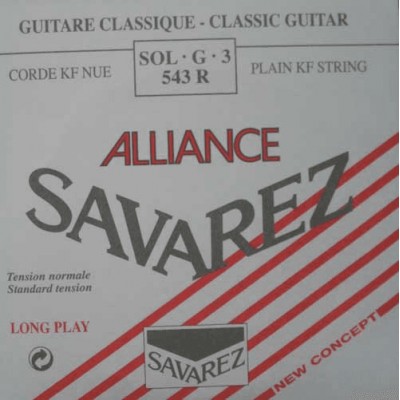 GUITARE CLASSIQUE - CLASSIC GUITAR
CORDE KF NUE
SOL · G · 3
543 R
PLAIN KF STRING
ALLIANCE
SAVAREZ
Tension normale
Standard tension
LONG PLAY
SAVAREZ
NEW CONCEPT